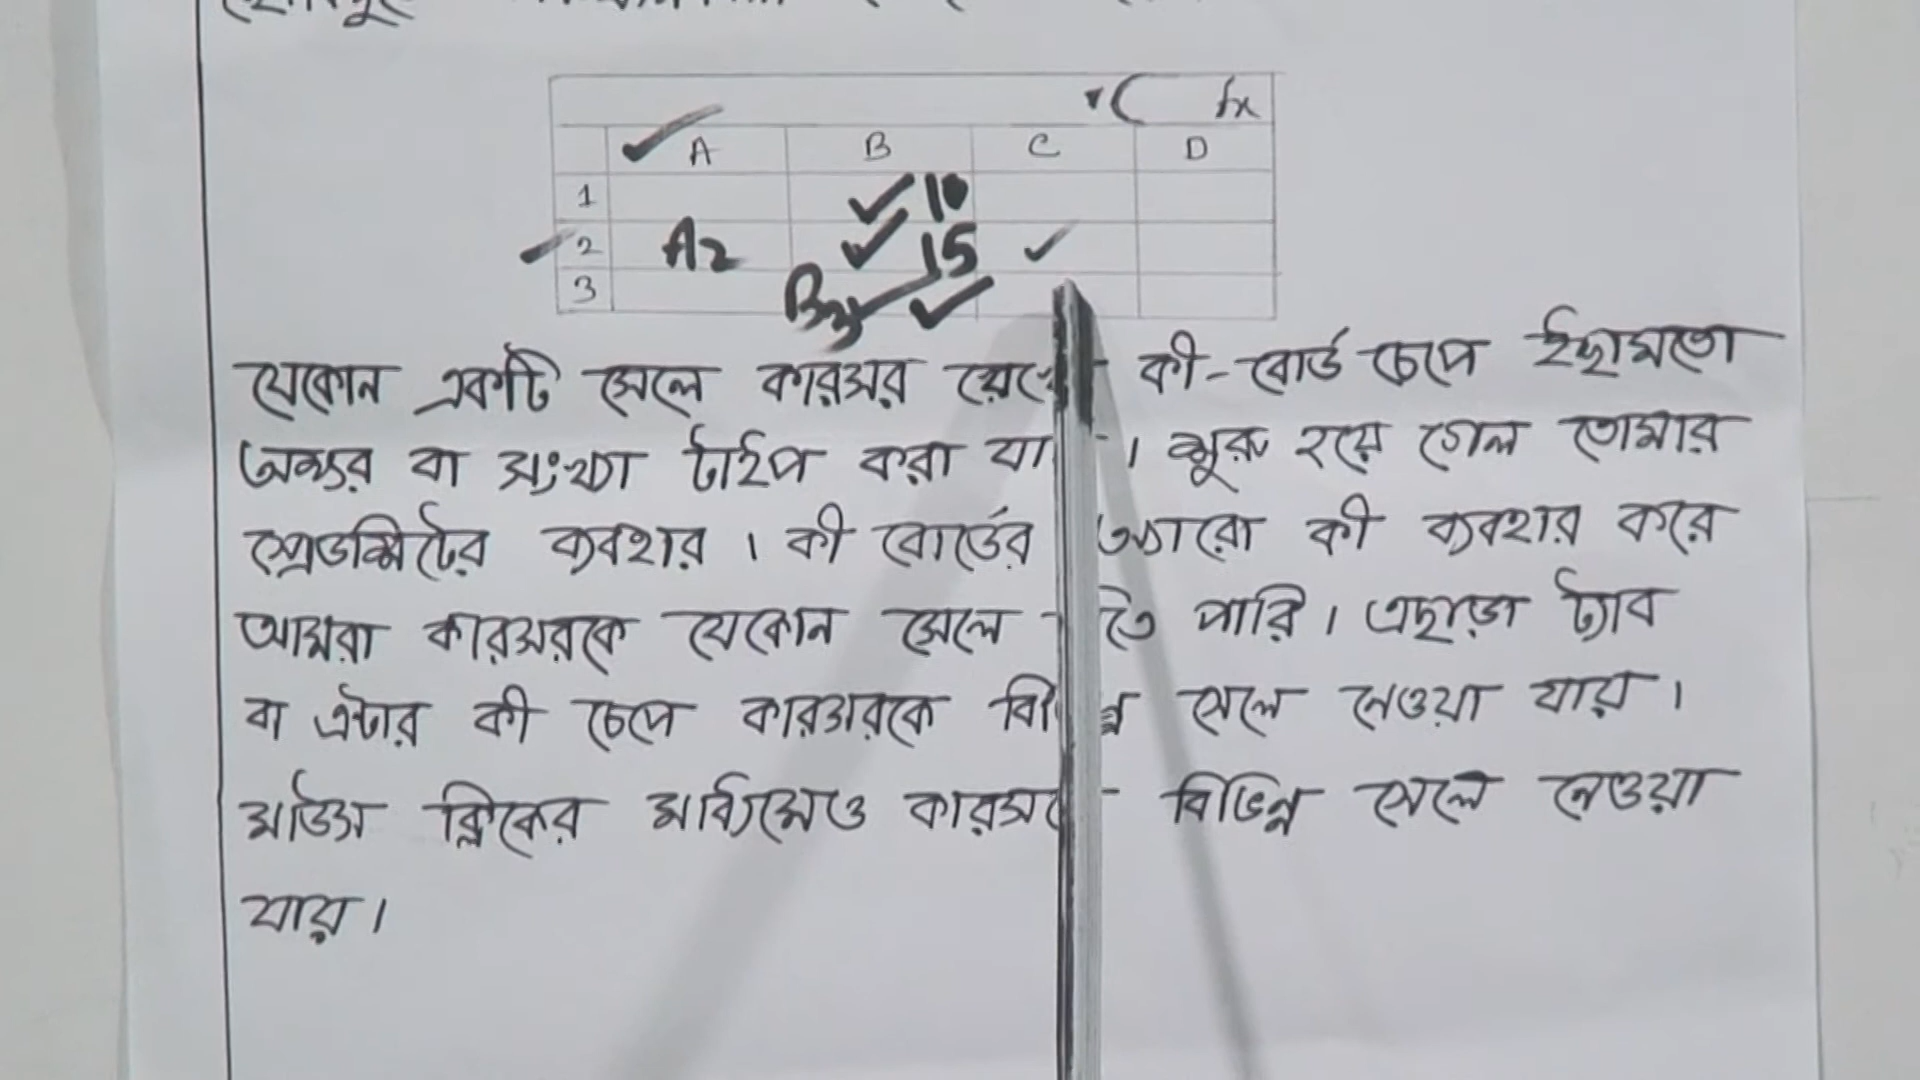 fx
A B C D
1 10
2 A2 15
3 B3
যেকোন একটি সেলে কারসর কী-বোর্ড চেপে ইচ্ছামতো
অক্ষর বা সংখ্যা টাইপ করা । শুরু হয়ে গেল তোমার
স্প্রেডশিটের ব্যবহার । কী বোর্ডের অ্যারো কী ব্যবহার করে
আমরা কারসরকে যেকোন সেলে পারি । এছাড়া ট্যাব
বা এন্টার কী চেপে কারসরকে সেলে নেওয়া যায় ।
মাউস ক্লিকের মাধ্যমেও বিভিন্ন সেলে নেওয়া
যায় ।